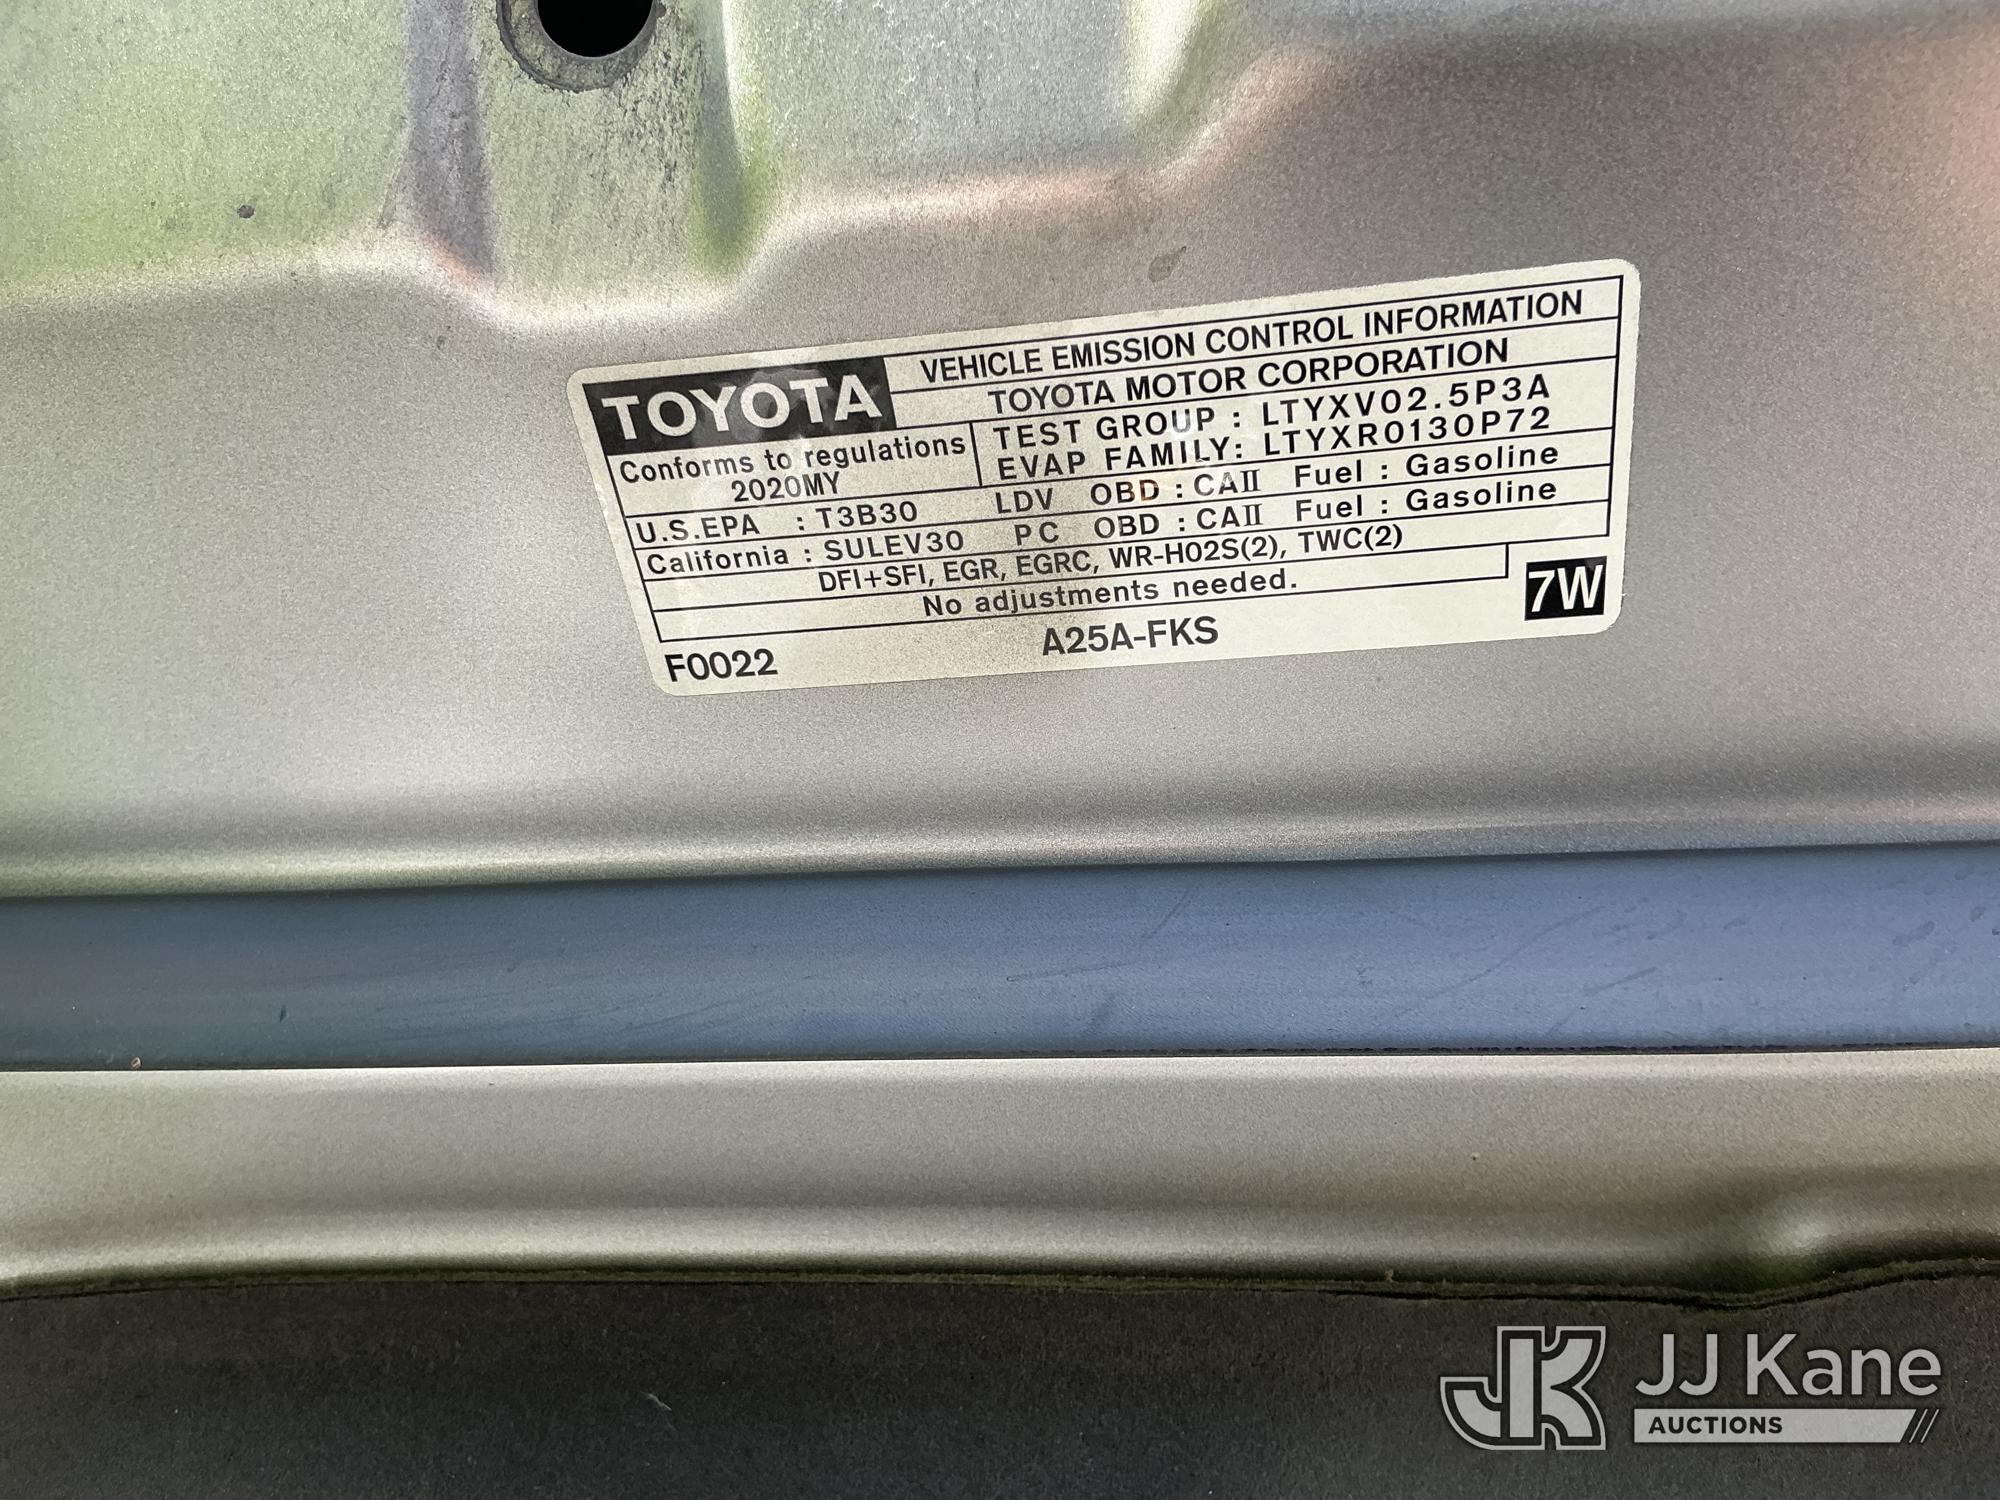 TOYOTA
VEHICLE EMISSION CONTROL INFORMATION
TOYOTA MOTOR CORPORATION
Conforms to regulations
2020MY
TEST GROUP : LTYXV02.5P3A
EVAP FAMILY: LTYXR0130P72
U.S.EPA : T3B30 LDV OBD : CAII Fuel : Gasoline
California : SULEV30 PC OBD : CAII Fuel : Gasoline
DFI+SFI, EGR, EGRC, WR-HO2S(2), TWC(2)
No adjustments needed.
7W
F0022
A25A-FKS
JK JJ Kane
AUCTIONS